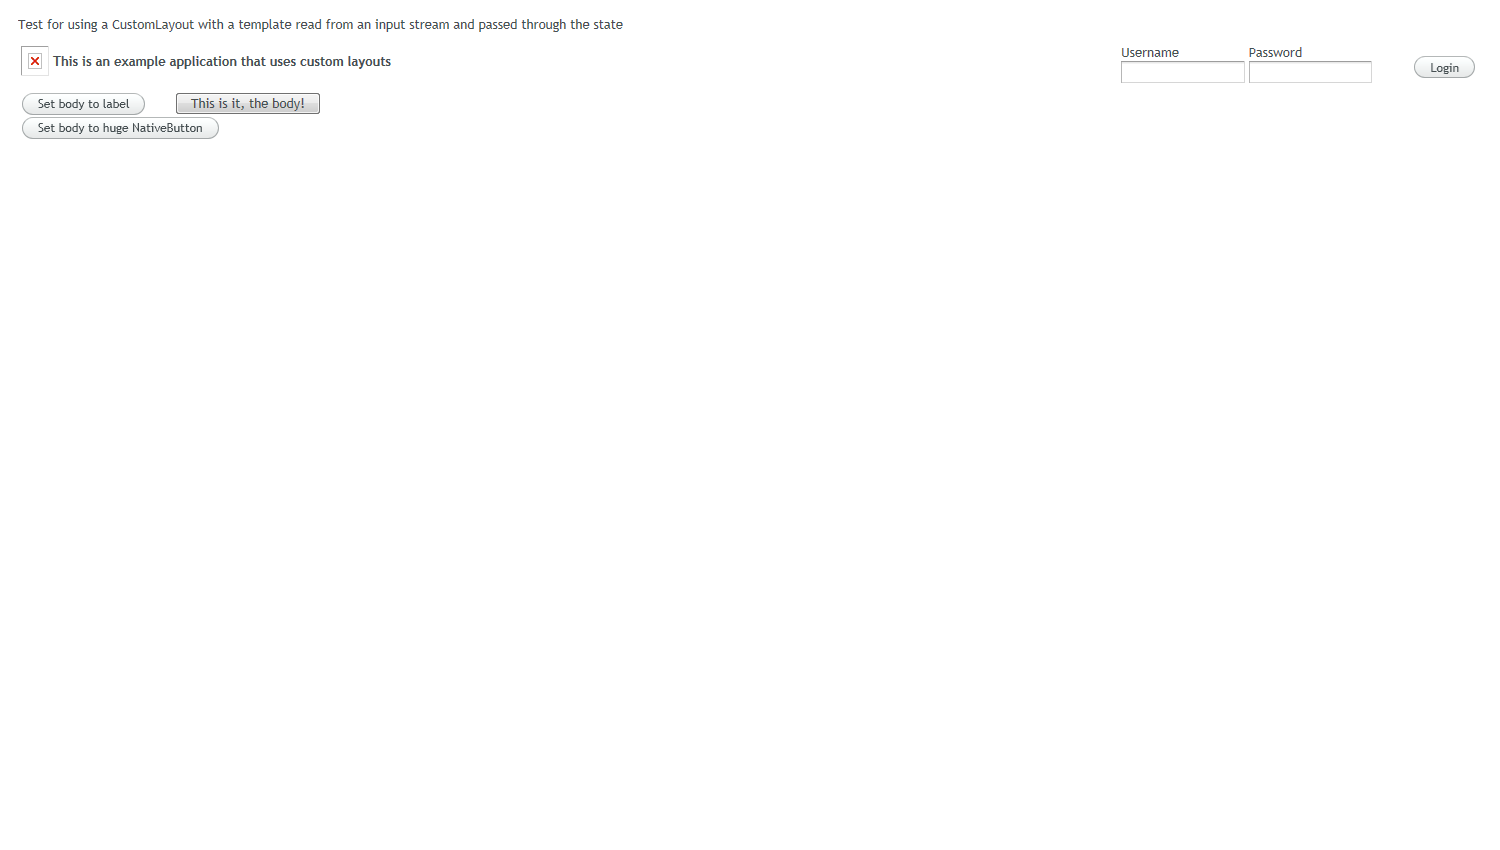 Test for using a CustomLayout with a template read from an input stream and passed through the state
This is an example application that uses custom layouts
Username
Password
Login
Set body to label
This is it, the body!
Set body to huge NativeButton